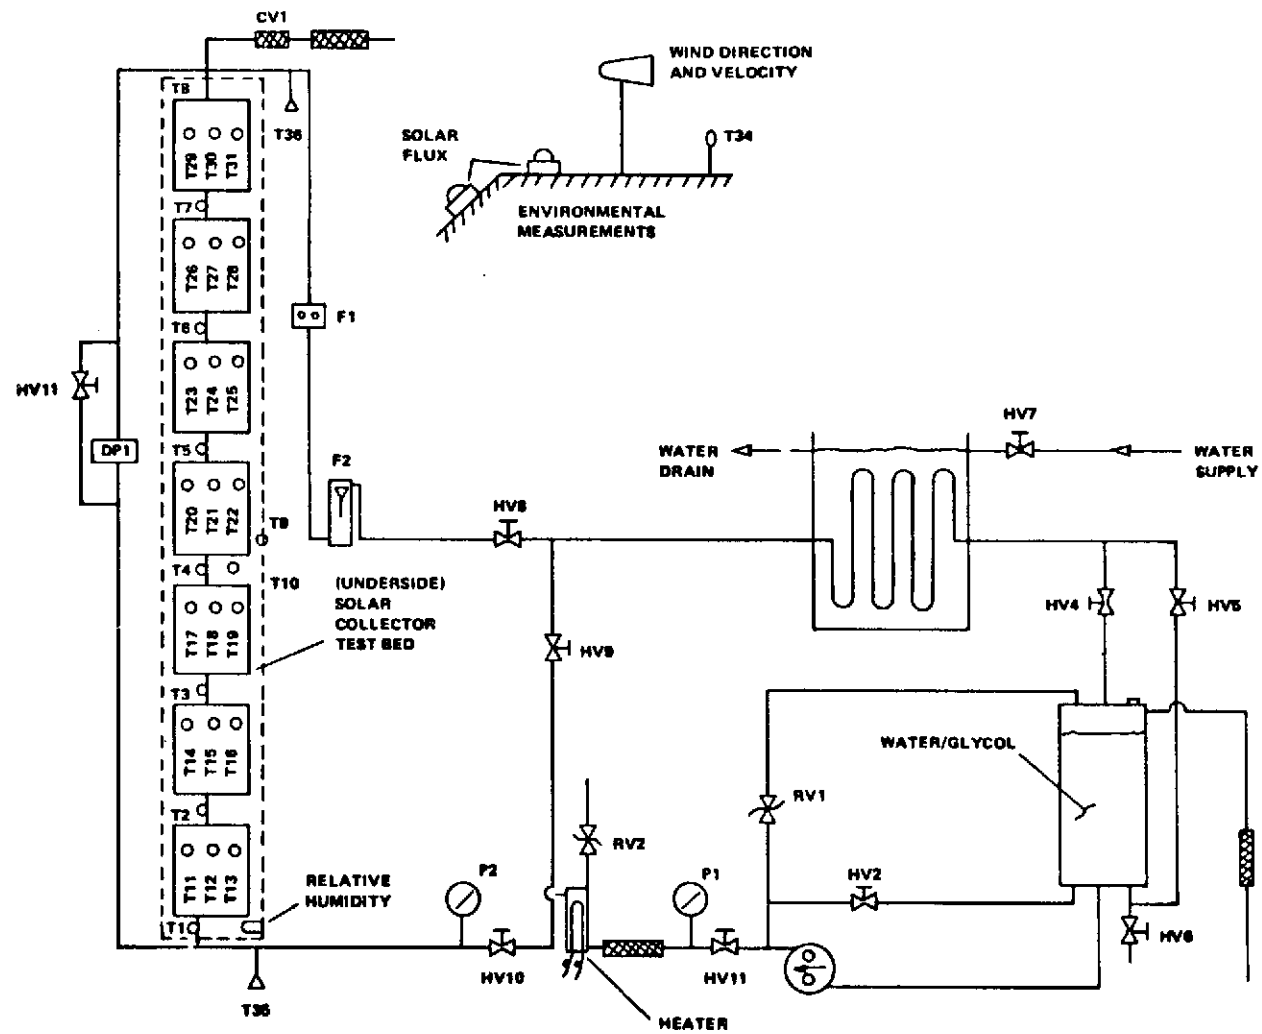 CV1
WIND DIRECTION
AND VELOCITY
T8
T36
SOLAR
FLUX
T34
T29
T30
T31
T7
ENVIRONMENTAL
MEASUREMENTS
T26
T27
T28
F1
T6
HV11
T23
T24
T25
HV7
DP1
T5
WATER
DRAIN
WATER
SUPPLY
F2
T20
T21
T22
HV8
T9
T4
T10
(UNDERSIDE)
SOLAR
COLLECTOR
TEST BED
HV4
HV5
T17
T18
T19
HV9
T3
T14
T15
T16
WATER/GLYCOL
RV1
T2
RV2
P2
P1
HV2
T11
T12
T13
RELATIVE
HUMIDITY
T1
HV6
HV10
HV11
T35
HEATER